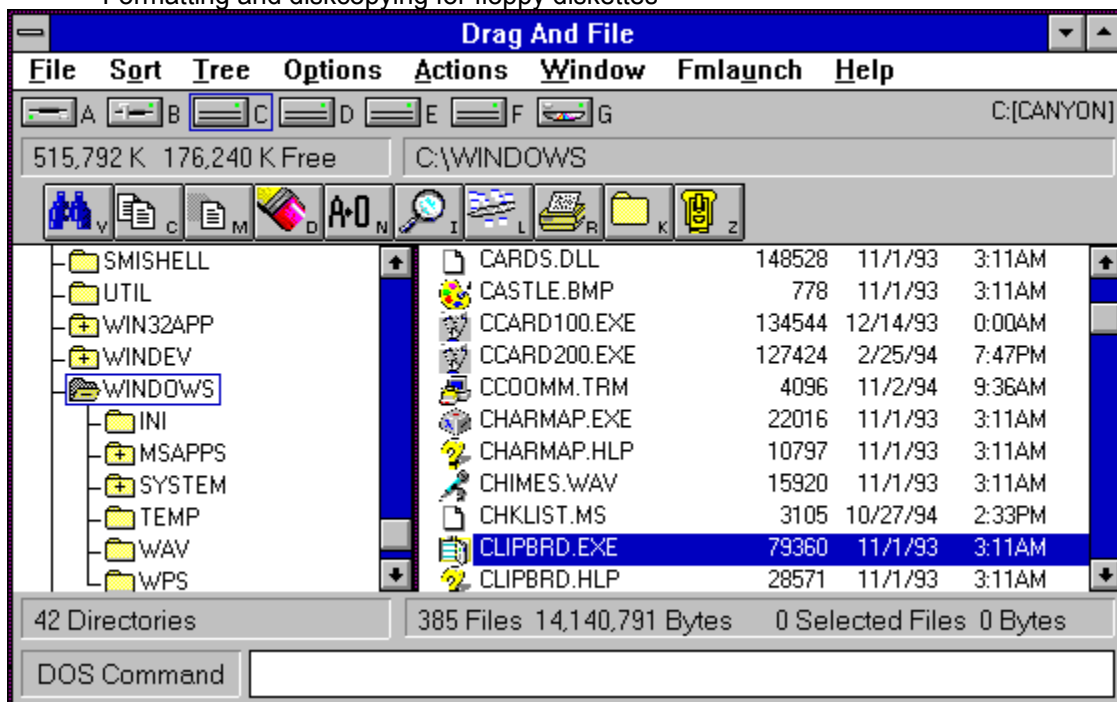 Formatting and diskcopying for floppy diskettes
Drag And File
File Sort Tree Options Actions Window Fmlaunch Help
A B C D E F G C:[CANYON]
515,792 K 176,240 K Free C:\WINDOWS
V C M D A•0 N I L R K Z
SMISHELL
UTIL
WIN32APP
WINDEV
WINDOWS
INI
MSAPPS
SYSTEM
TEMP
WAV
WPS
CARDS.DLL 148528 11/1/93 3:11AM
CASTLE.BMP 778 11/1/93 3:11AM
CCARD100.EXE 134544 12/14/93 0:00AM
CCARD200.EXE 127424 2/25/94 7:47PM
CCOOMM.TRM 4096 11/2/94 9:36AM
CHARMAP.EXE 22016 11/1/93 3:11AM
CHARMAP.HLP 10797 11/1/93 3:11AM
CHIMES.WAV 15920 11/1/93 3:11AM
CHKLIST.MS 3105 10/27/94 2:33PM
CLIPBRD.EXE 79360 11/1/93 3:11AM
CLIPBRD.HLP 28571 11/1/93 3:11AM
42 Directories
385 Files 14,140,791 Bytes 0 Selected Files 0 Bytes
DOS Command